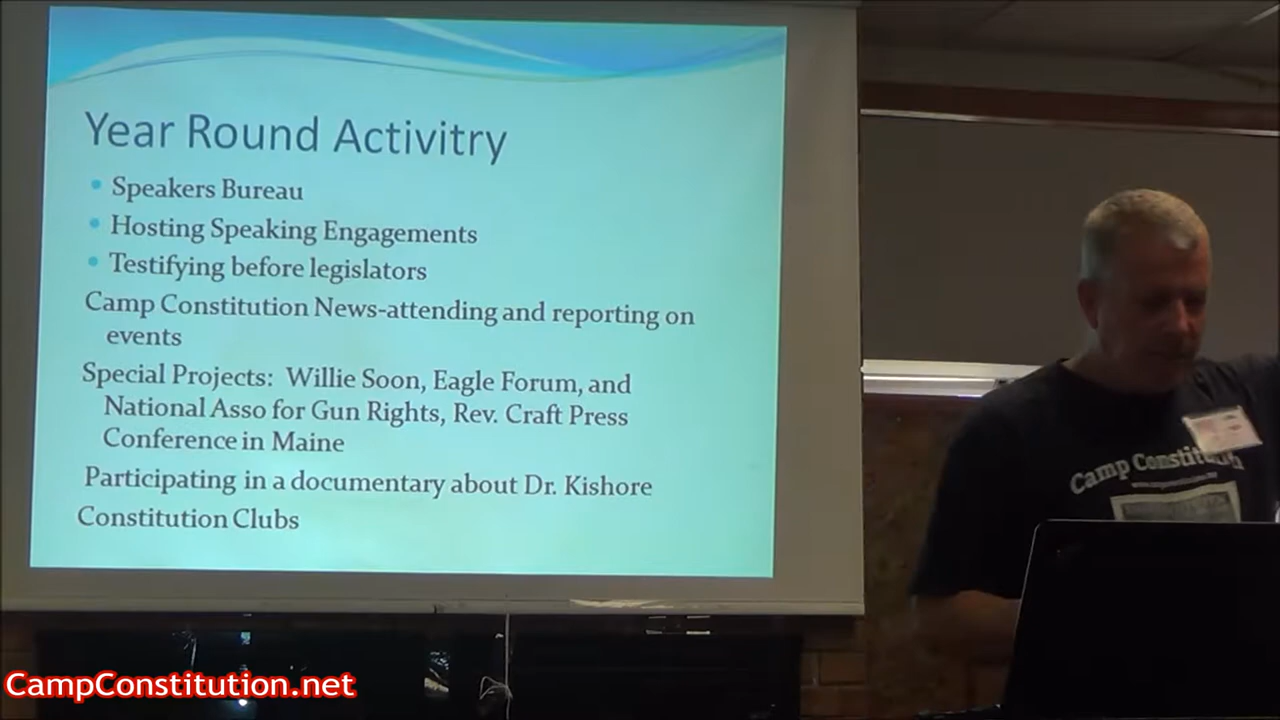 Year Round Activitry
Speakers Bureau
Hosting Speaking Engagements
Testifying before legislators
Camp Constitution News-attending and reporting on
events
Special Projects: Willie Soon, Eagle Forum, and
National Asso for Gun Rights, Rev. Craft Press
Conference in Maine
Participating in a documentary about Dr. Kishore
Constitution Clubs
Camp Constitution
CampConstitution.net